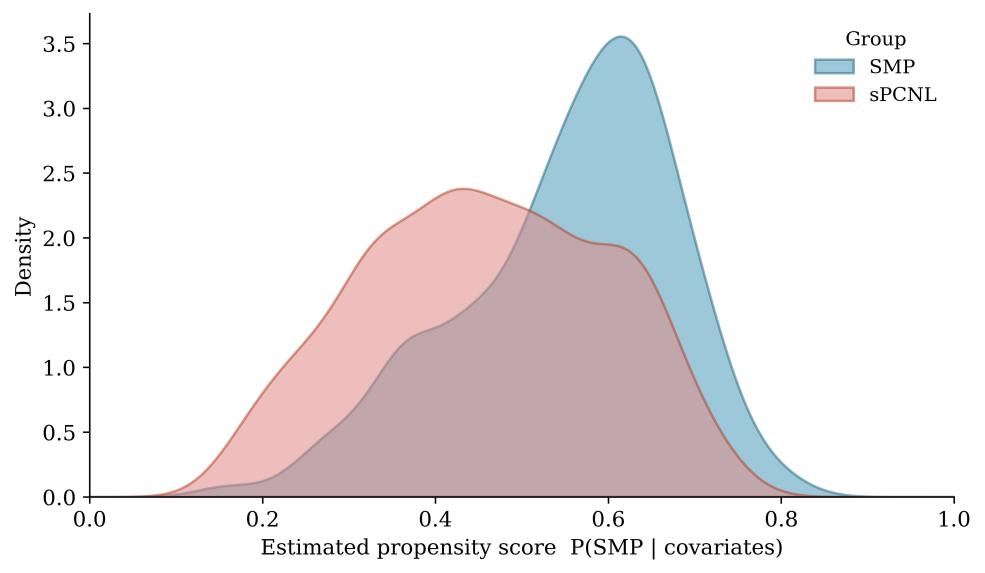 Group
SMP
sPCNL
Density
3.5
3.0
2.5
2.0
1.5
1.0
0.5
0.0
0.0 0.2 0.4 0.6 0.8 1.0
Estimated propensity score P(SMP | covariates)